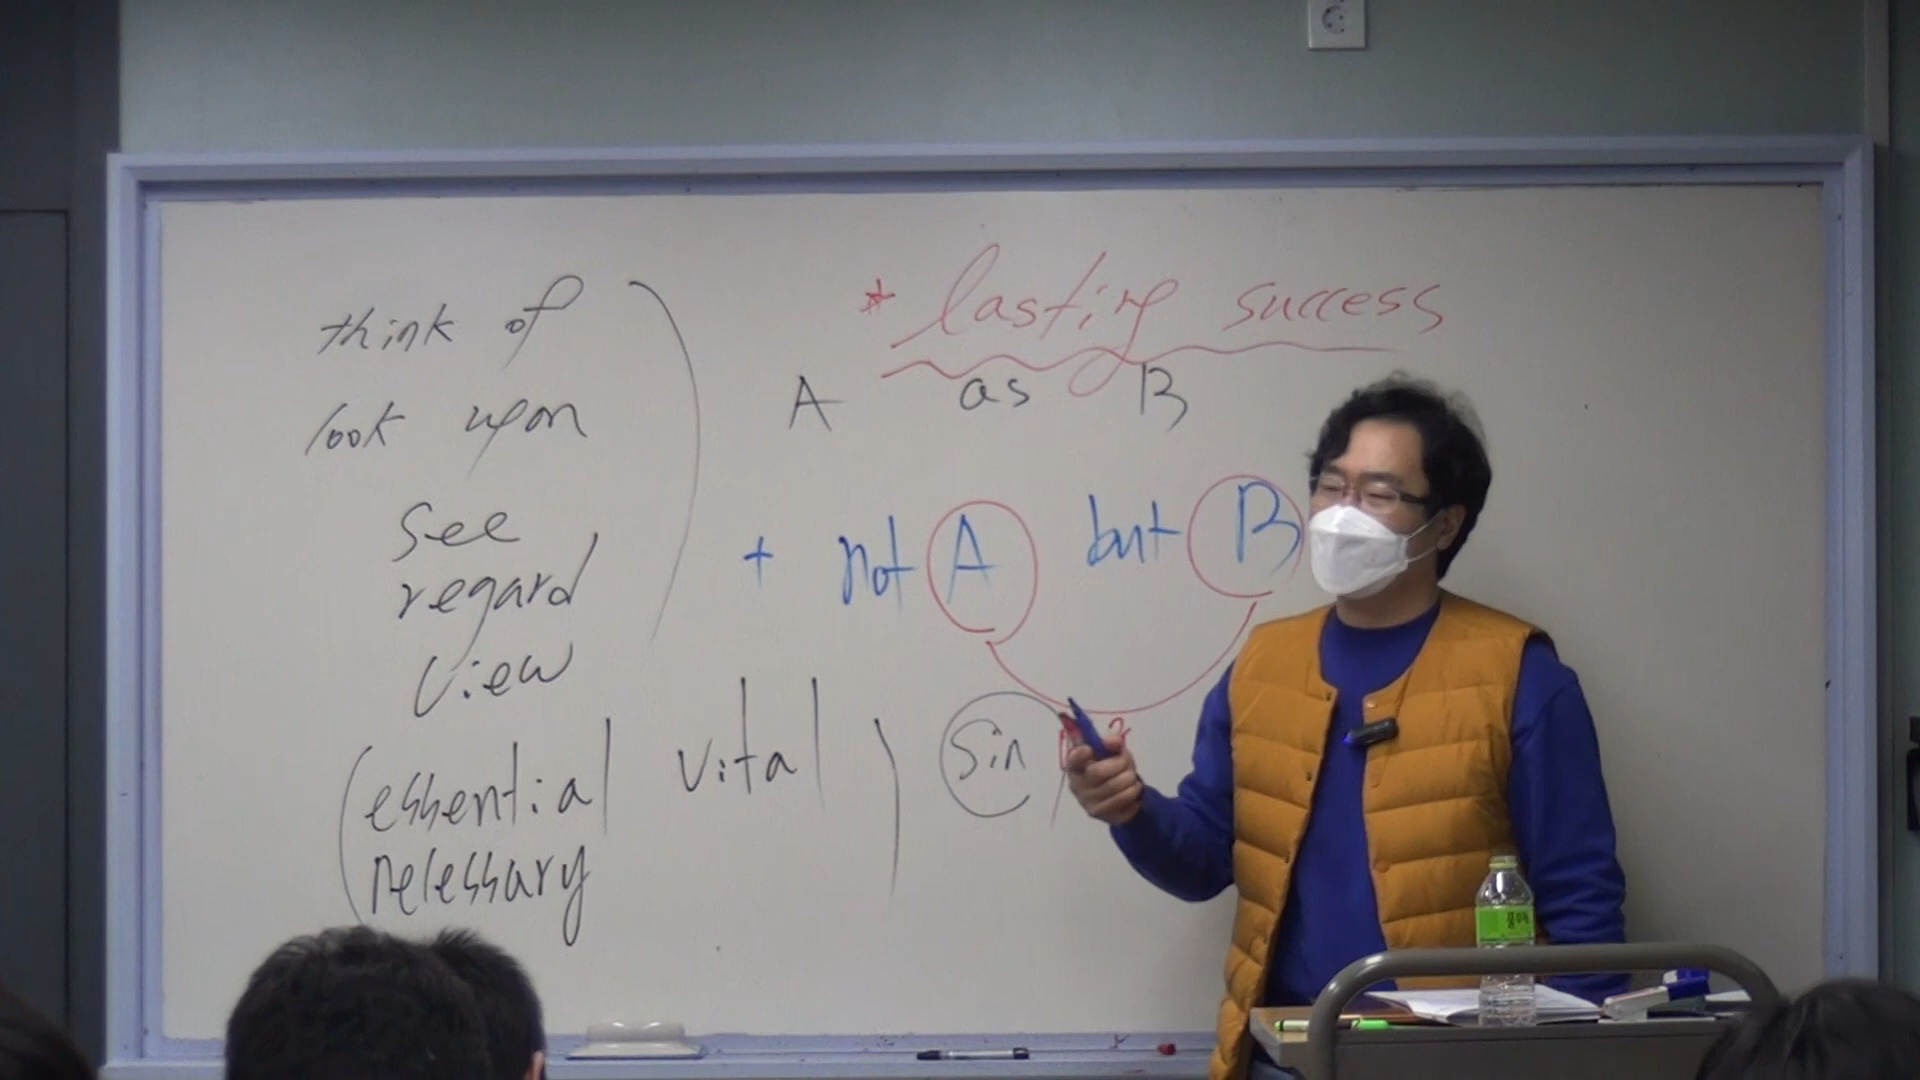 * lasting success
think of
look upon
A as B
see
regard
+ not A but B
view
essential vital
necessary
sin